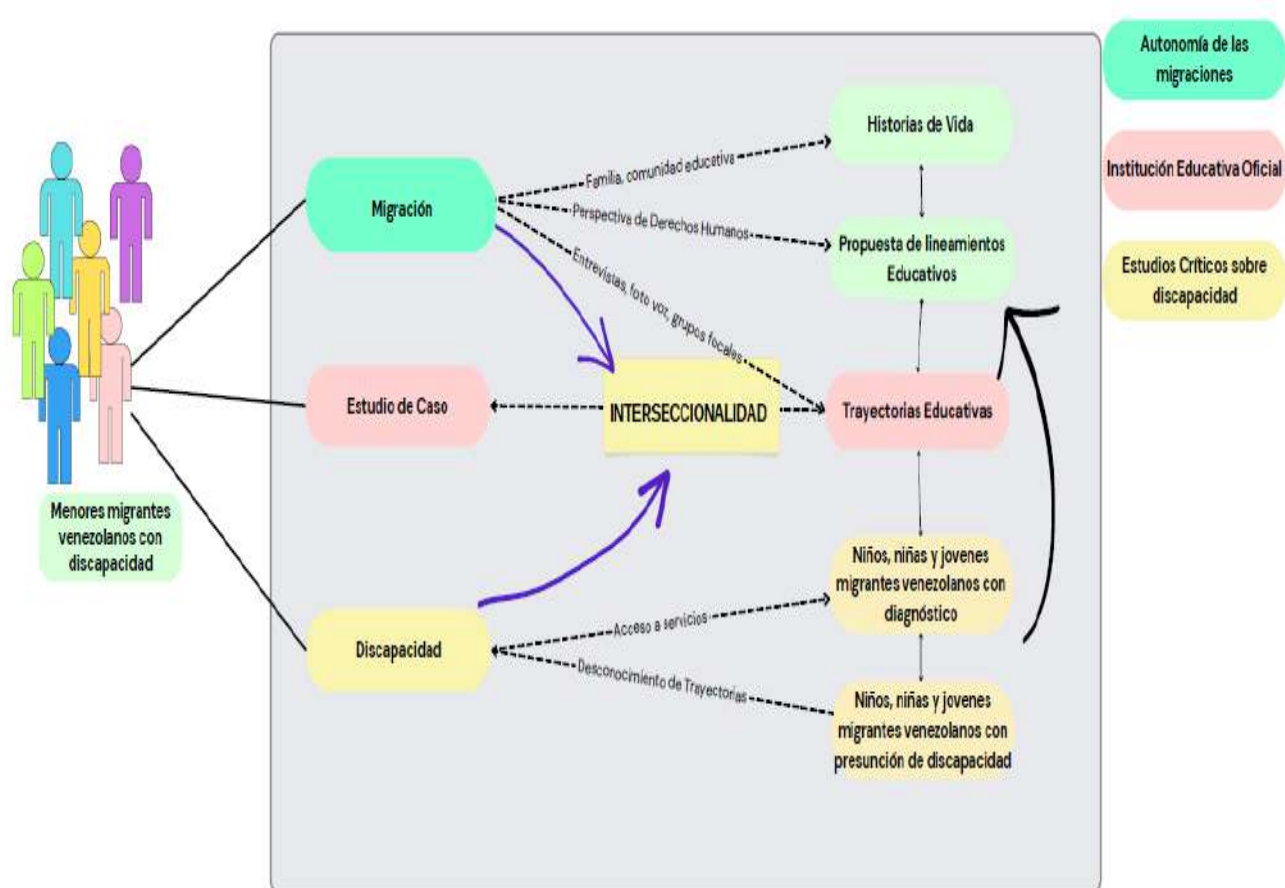 Autonomía de las
migraciones
Institución Educativa Oficial
Estudios Críticos sobre
discapacidad
Menores migrantes
venezolanos con
discapacidad
Migración
Estudio de Caso
Discapacidad
Familia, comunidad educativa
Perspectiva de Derechos Humanos
Entrevistas, foto voz, grupos focales
INTERSECCIONALIDAD
Acceso a servicios
Desconocimiento de Trayectorias
Historias de Vida
Propuesta de lineamientos
Educativos
Trayectorias Educativas
Niños, niñas y jovenes
migrantes venezolanos con
diagnóstico
Niños, niñas y jovenes
migrantes venezolanos con
presunción de discapacidad